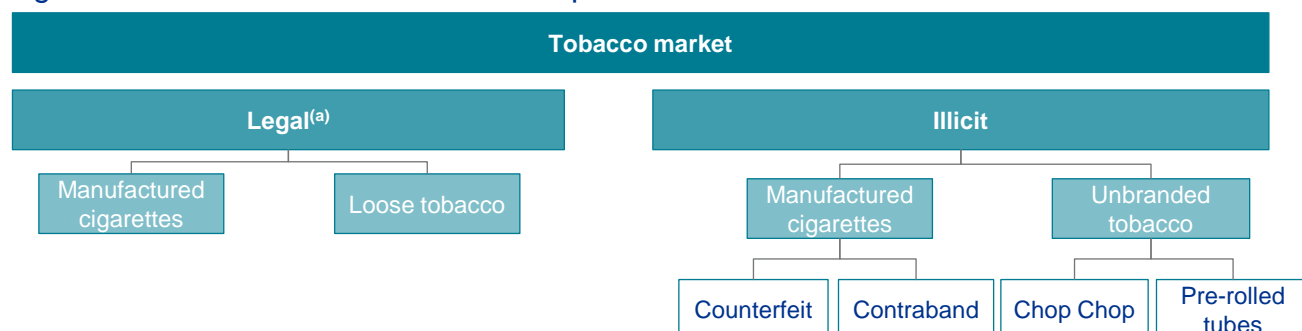 Tobacco market
Legal(a)
Illicit
Manufactured
cigarettes
Loose tobacco
Manufactured
cigarettes
Unbranded
tobacco
Counterfeit
Contraband
Chop Chop
Pre-rolled
tubes